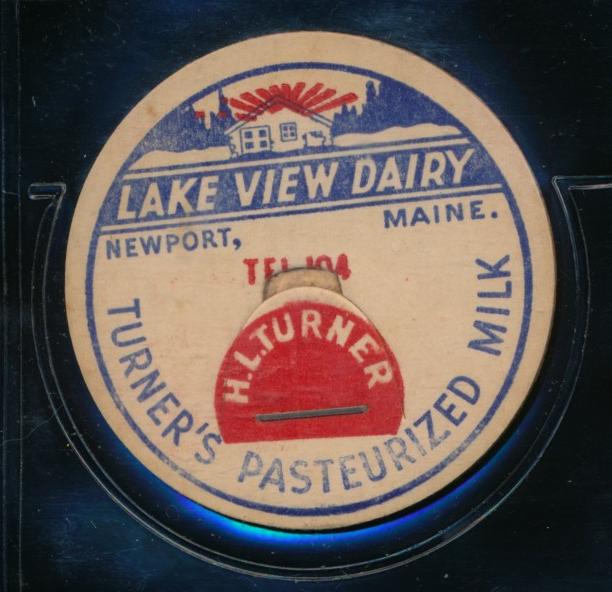 LAKE VIEW DAIRY
NEWPORT, MAINE.
TEL 104
H.L.TURNER
TURNER'S PASTEURIZED MILK